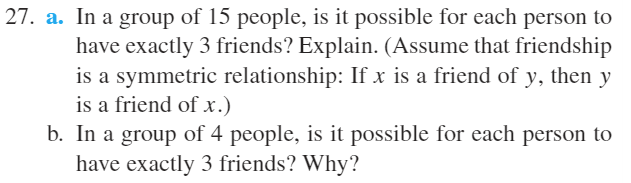 27. a. In a group of 15 people, is it possible for each person to
have exactly 3 friends? Explain. (Assume that friendship
is a symmetric relationship: If x is a friend of y, then y
is a friend of x.)
b. In a group of 4 people, is it possible for each person to
have exactly 3 friends? Why?